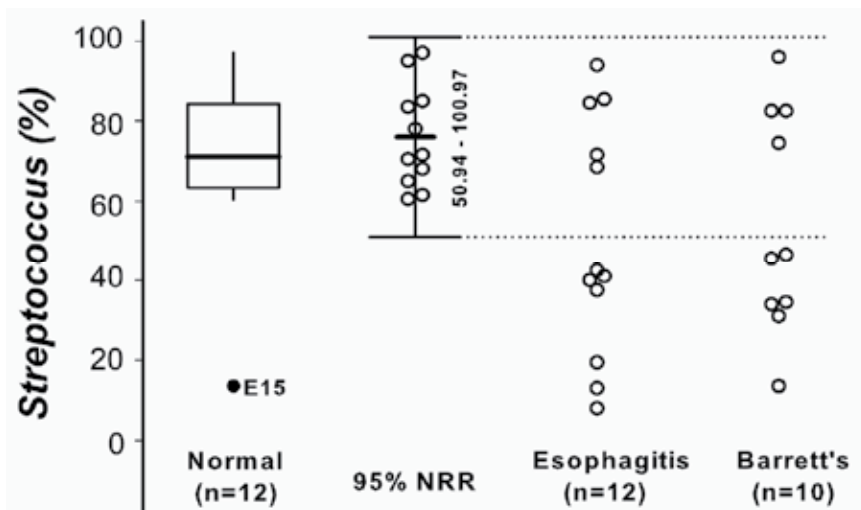 Streptococcus (%)
100
80
60
40
20
0
E15
50.94 - 100.97
Normal
(n=12)
95% NRR
Esophagitis
(n=12)
Barrett's
(n=10)